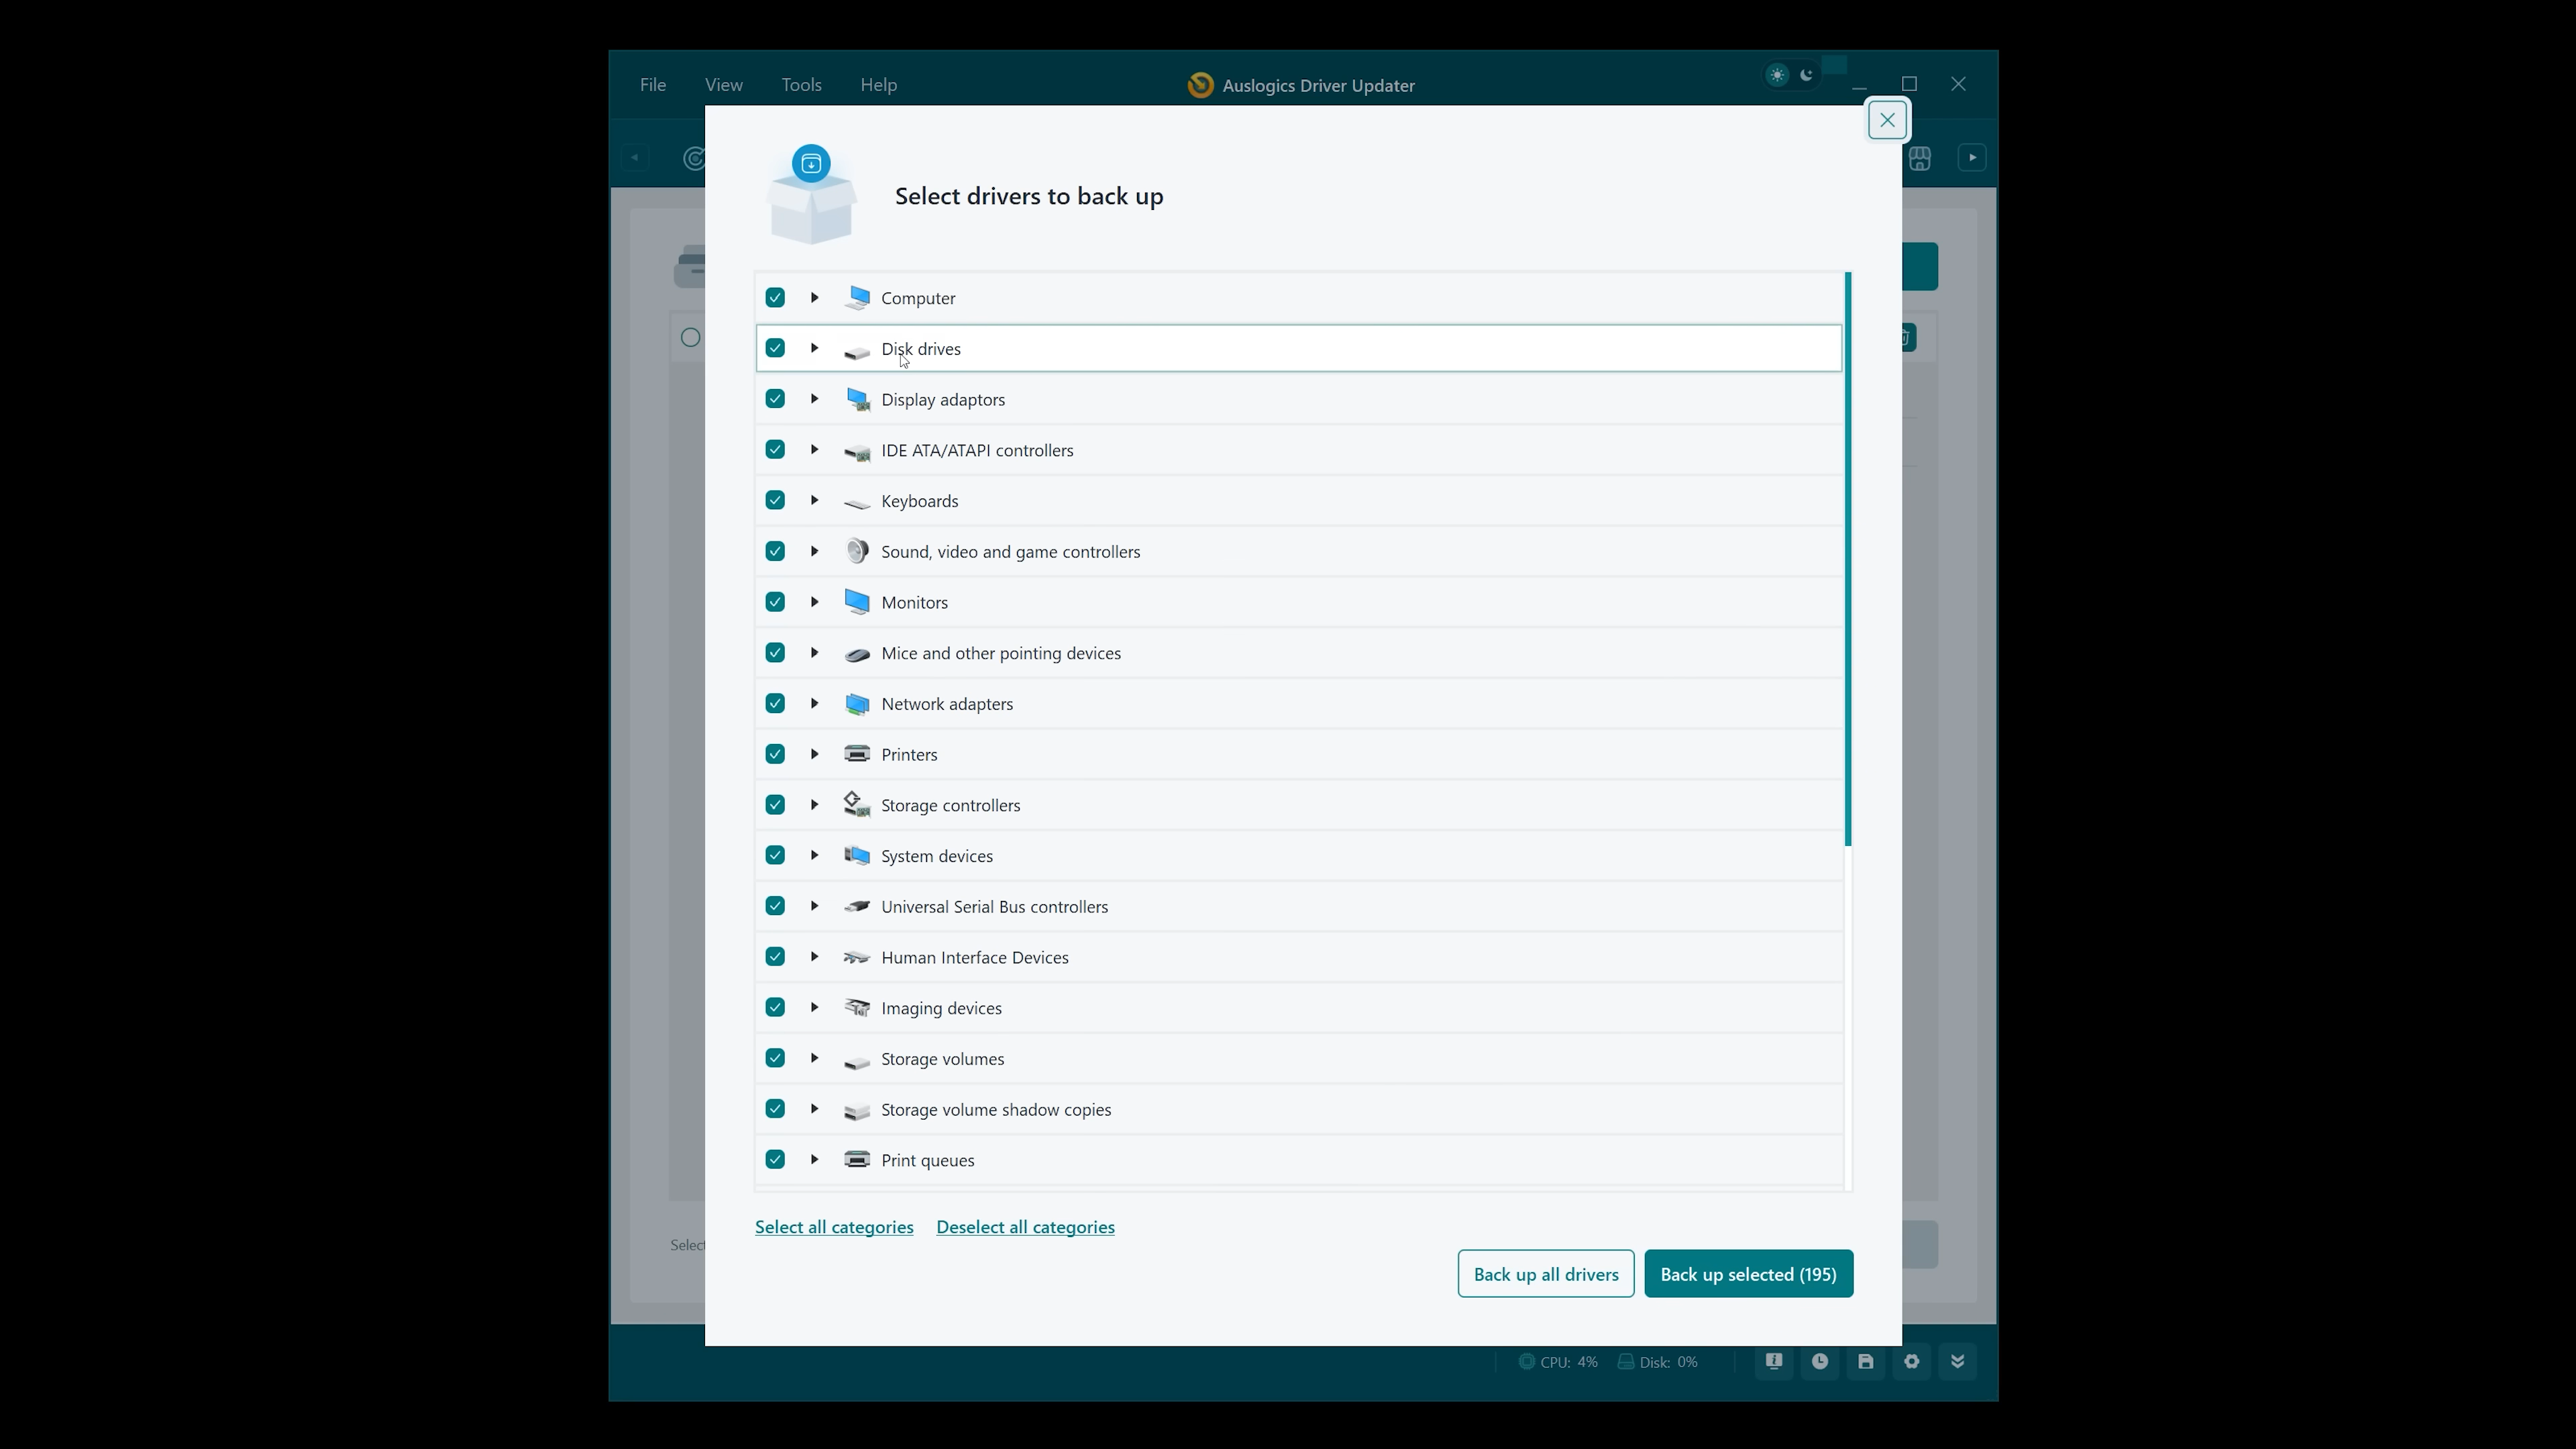 File View Tools Help
Auslogics Driver Updater
Select drivers to back up
Computer
Disk drives
Display adaptors
IDE ATA/ATAPI controllers
Keyboards
Sound, video and game controllers
Monitors
Mice and other pointing devices
Network adapters
Printers
Storage controllers
System devices
Universal Serial Bus controllers
Human Interface Devices
Imaging devices
Storage volumes
Storage volume shadow copies
Print queues
Select all categories Deselect all categories
Select
Back up all drivers Back up selected (195)
CPU: 4% Disk: 0%